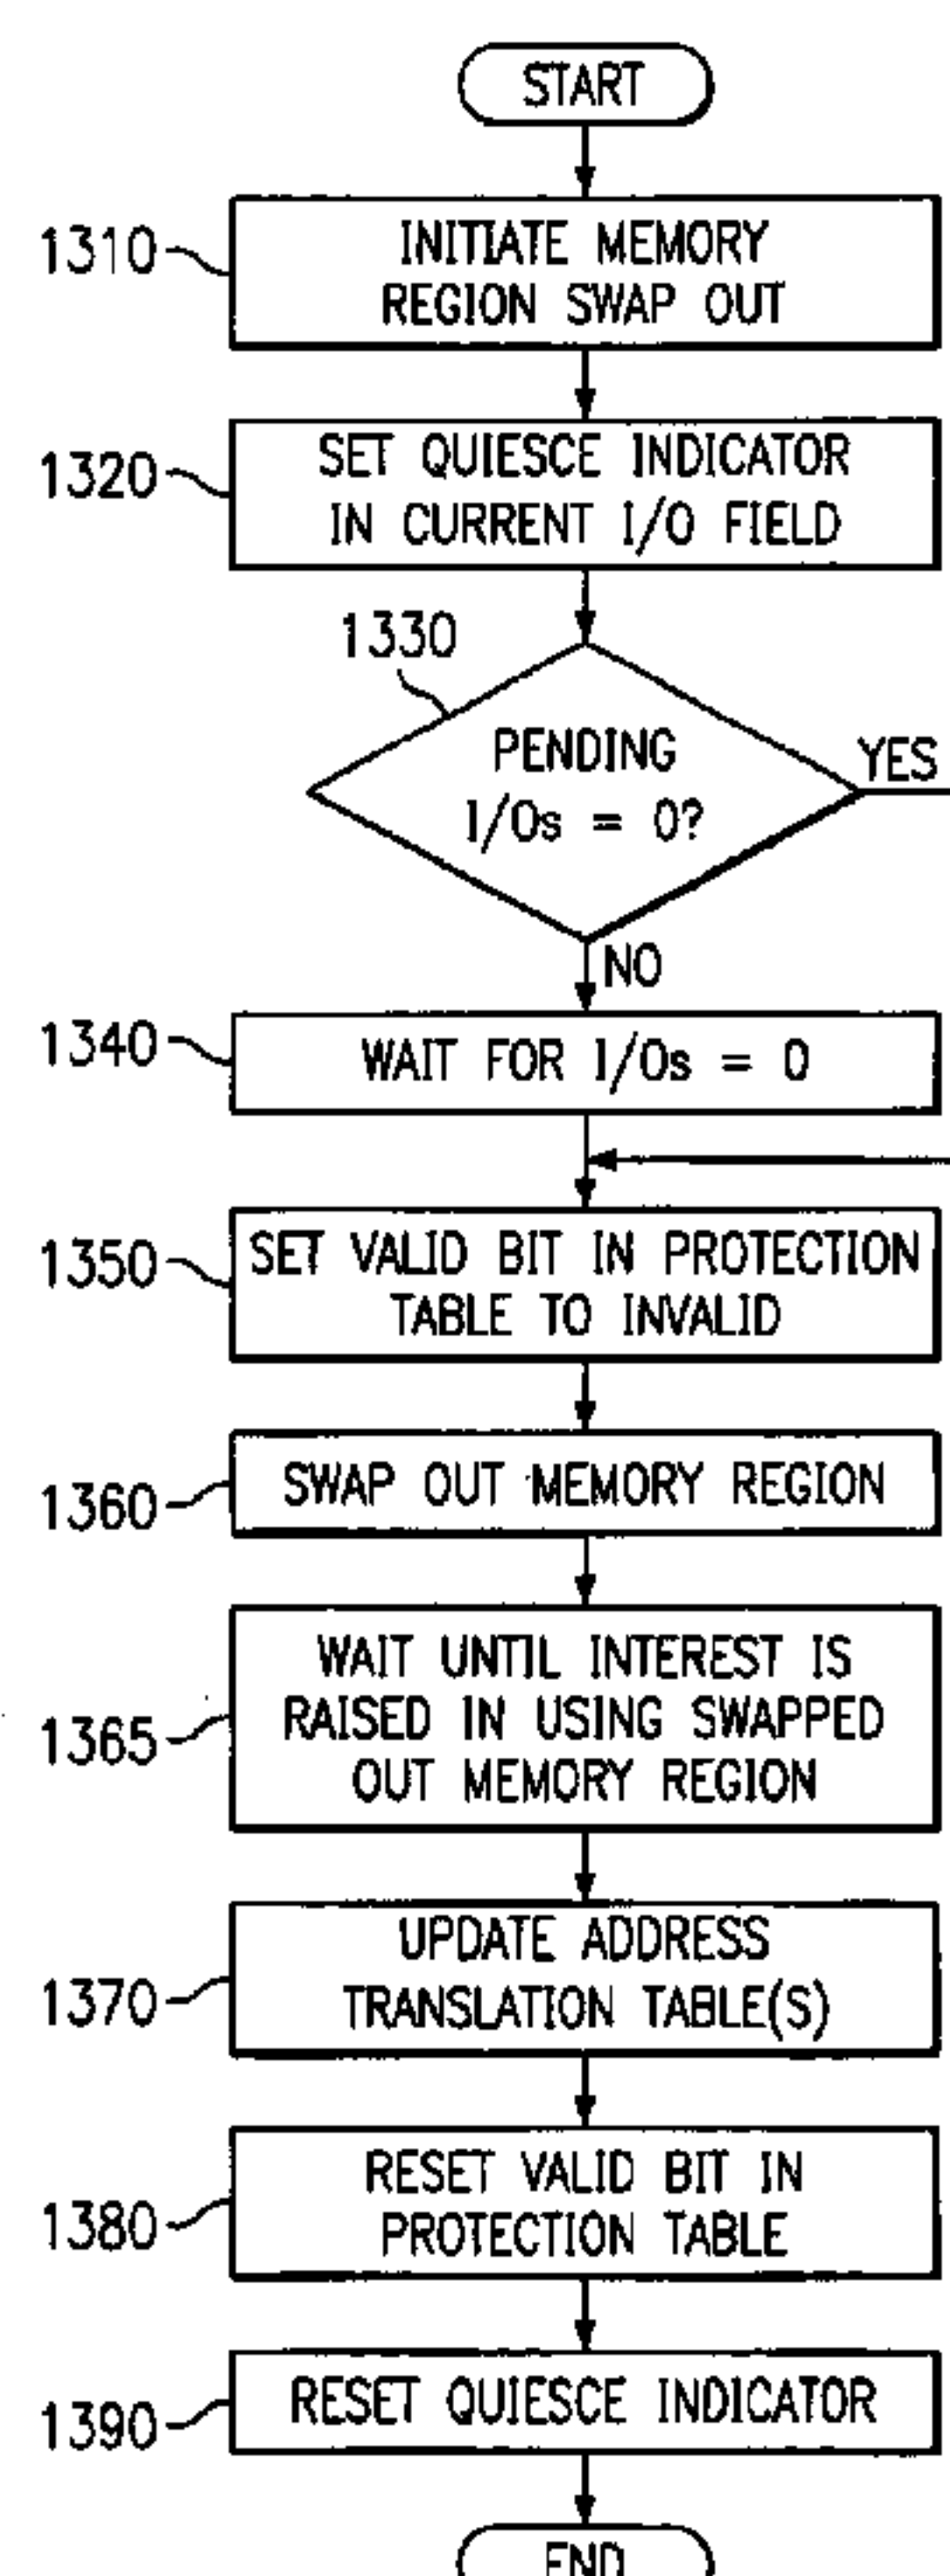 START
1310
INITIATE MEMORY
REGION SWAP OUT
1320
SET QUIESCE INDICATOR
IN CURRENT I/O FIELD
1330
PENDING
I/Os = 0?
YES
NO
1340
WAIT FOR I/Os = 0
1350
SET VALID BIT IN PROTECTION
TABLE TO INVALID
1360
SWAP OUT MEMORY REGION
1365
WAIT UNTIL INTEREST IS
RAISED IN USING SWAPPED
OUT MEMORY REGION
1370
UPDATE ADDRESS
TRANSLATION TABLE(S)
1380
RESET VALID BIT IN
PROTECTION TABLE
1390
RESET QUIESCE INDICATOR
END